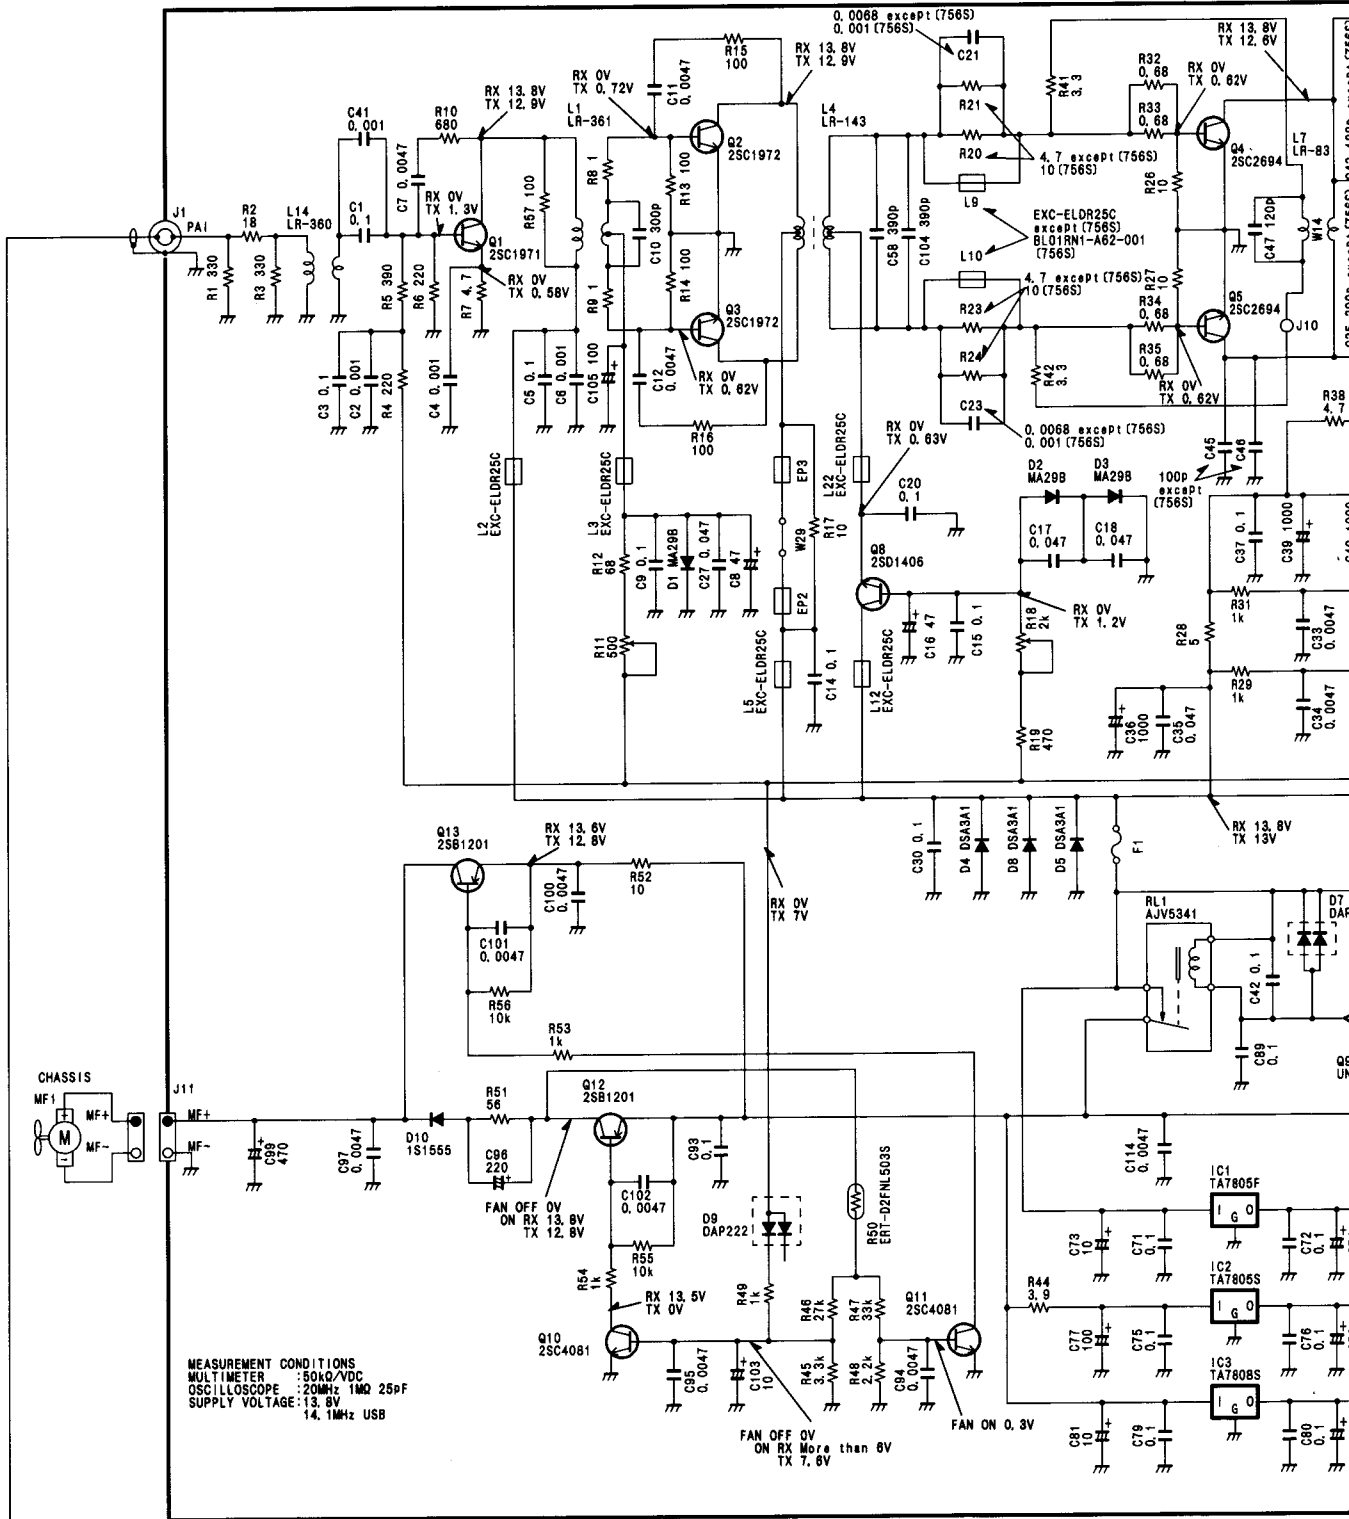 0.0068 except (756S)
0.001 (756S)
C21
R15
100
RX 13.8V
TX 12.9V
C11
0.0047
RX 0V
TX 0.72V
L1
LR-361
RX 13.8V
TX 12.9V
R10
680
C41
0.001
C7 0.0047
C1
0.1
RX 0V
TX 1.3V
J1
PAI
R2
18
L14
LR-360
R1 330
R3 330
R5 390
R6 220
R7 4.7
Q1
2SC1971
RX 0V
TX 0.58V
R57 100
R8 1
R9 1
C10 300p
R13 100
R14 100
Q2
2SC1972
Q3
2SC1972
L4
LR-143
R21
R20
4.7 except (756S)
10 (756S)
L9
EXC-ELDR25C
except (756S)
BL01RN1-A62-001
(756S)
L10
C58 390p
C104 390p
4.7 except (756S)
10 (756S)
R23
R24
C23
0.0068 except (756S)
0.001 (756S)
R41
3.3
R42
3.3
R32
0.68
R33
0.68
RX 0V
TX 0.62V
RX 13.8V
TX 12.6V
Q4
2SC2694
Q5
2SC2694
R26
10
R27
10
R34
0.68
R35
0.68
RX 0V
TX 0.62V
L7
LR-83
C47 120p
W14
J10
R38
4.7
C45
C46
100p
except
(756S)
C3 0.1
C2 0.001
R4 220
C4 0.001
C5 0.1
C6 0.001
C105 100
C12
0.0047
RX 0V
TX 0.62V
R16
100
L2
EXC-ELDR25C
L3
EXC-ELDR25C
R12
68
C9 0.1
D1 MA29B
C27 0.047
C8 47
R11
500
EP3
W29
EP2
R17
10
L22
EXC-ELDR25C
RX 0V
TX 0.63V
C20
0.1
Q8
2SD1406
L5
EXC-ELDR25C
C14 0.1
L12
EXC-ELDR25C
C16 47
C15 0.1
D2
MA29B
D3
MA29B
C17
0.047
C18
0.047
R18
2k
RX 0V
TX 1.2V
R19
470
C37 0.1
C39 1000
R31
1k
R28
5
C33
0.0047
R29
1k
C34
0.0047
C36
1000
C35
0.047
Q13
2SB1201
RX 13.6V
TX 12.8V
R52
10
C100
0.0047
C101
0.0047
R56
10k
R53
1k
RX 0V
TX 7V
C30 0.1
D4 DSA3A1
D8 DSA3A1
D5 DSA3A1
F1
RX 13.8V
TX 13V
RL1
AJV5341
C42 0.1
D7
C89
0.1
CHASSIS
MF1
M
MF+
MF-
J11
MF+
MF-
C99
470
C97
0.0047
D10
1S1555
R51
56
C96
220
Q12
2SB1201
FAN OFF 0V
ON RX 13.8V
TX 12.8V
C102
0.0047
R55
10k
R54
1k
RX 13.5V
TX 0V
Q10
2SC4081
C93
0.1
D9
DAP222
R49
1k
R50
ERT-D2FNL503S
R46
27k
R47
33k
Q11
2SC4081
C95
0.0047
C103
10
R45
3.3k
R48
2.2k
C94
0.0047
FAN ON 0.3V
FAN OFF 0V
ON RX More than 6V
TX 7.6V
C114
0.0047
IC1
TA7805F
I G O
C73
10
C71
0.1
C72
0.1
IC2
TA7805S
I G O
R44
3.9
C77
100
C75
0.1
C76
0.1
IC3
TA7808S
I G O
C81
10
C79
0.1
C80
0.1
MEASUREMENT CONDITIONS
MULTIMETER :50kΩ/VDC
OSCILLOSCOPE :20MHz 1MΩ 25pF
SUPPLY VOLTAGE:13.8V
14.1MHz USB